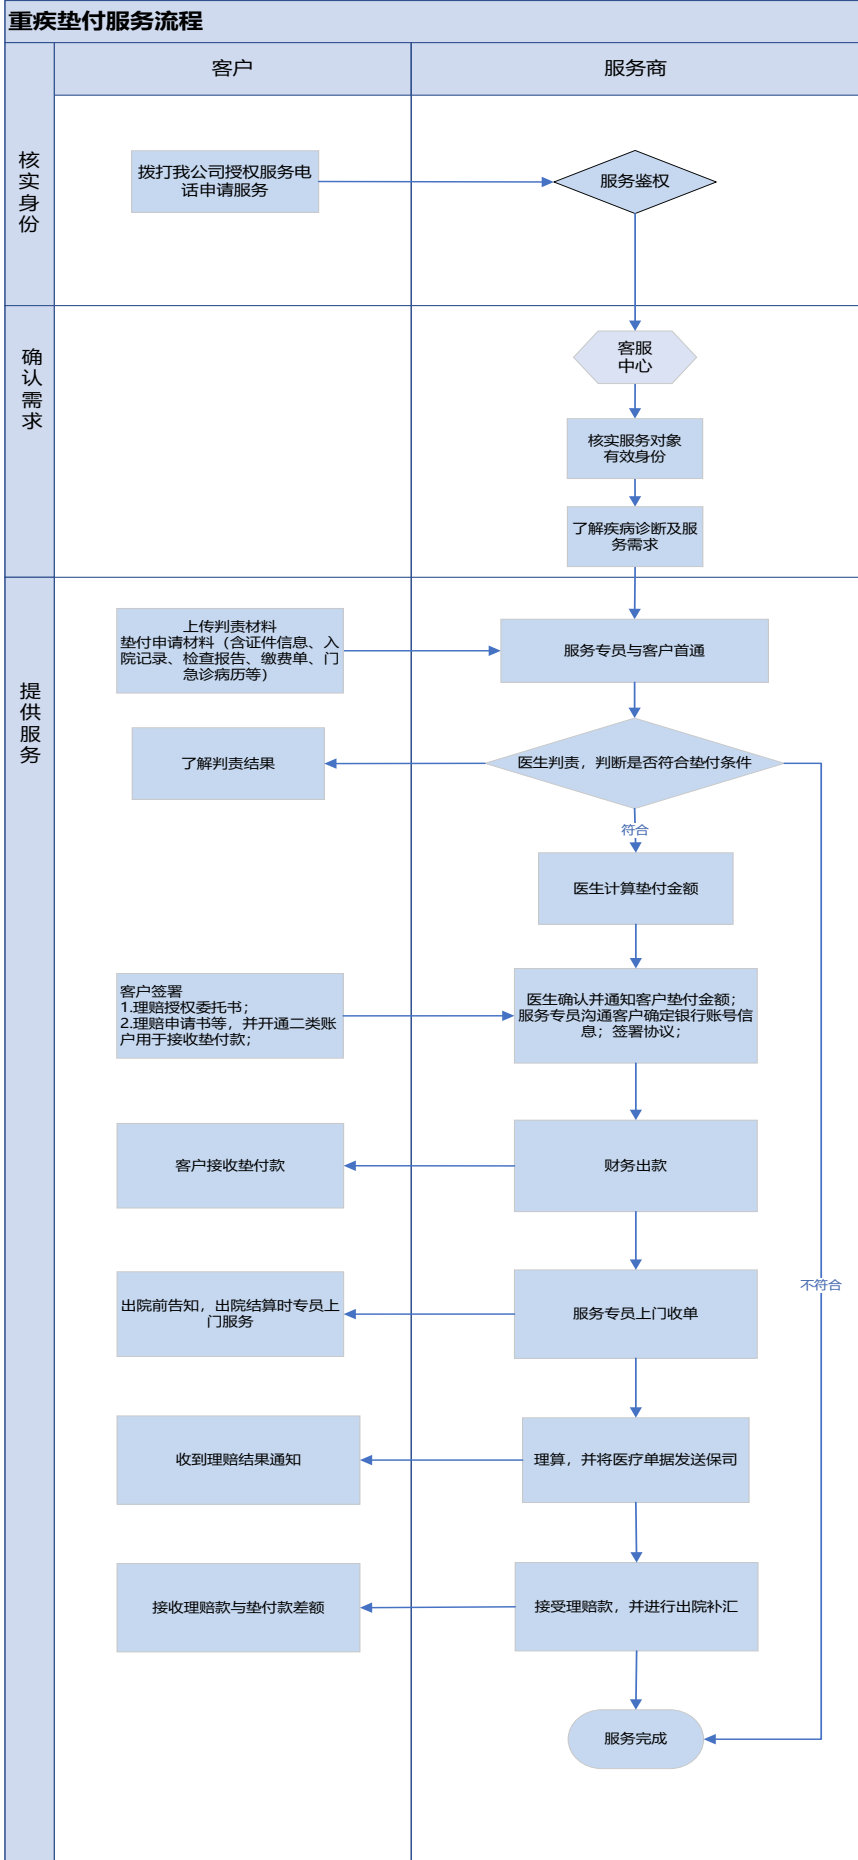 重疾垫付服务流程
客户
服务商
核实身份
拨打我公司授权服务电
话申请服务
服务鉴权
确认需求
客服
中心
核实服务对象
有效身份
了解疾病诊断及服
务需求
提供服务
上传判责材料
垫付申请材料（含证件信息、入
院记录、检查报告、缴费单、门
急诊病历等）
服务专员与客户首通
了解判责结果
医生判责，判断是否符合垫付条件
符合
医生计算垫付金额
客户签署
1.理赔授权委托书；
2.理赔申请书等，并开通二类账
户用于接收垫付款；
医生确认并通知客户垫付金额；
服务专员沟通客户确定银行账号信
息；签署协议；
客户接收垫付款
财务出款
不符合
出院前告知，出院结算时专员上
门服务
服务专员上门收单
收到理赔结果通知
理算，并将医疗单据发送保司
接收理赔款与垫付款差额
接受理赔款，并进行出院补汇
服务完成